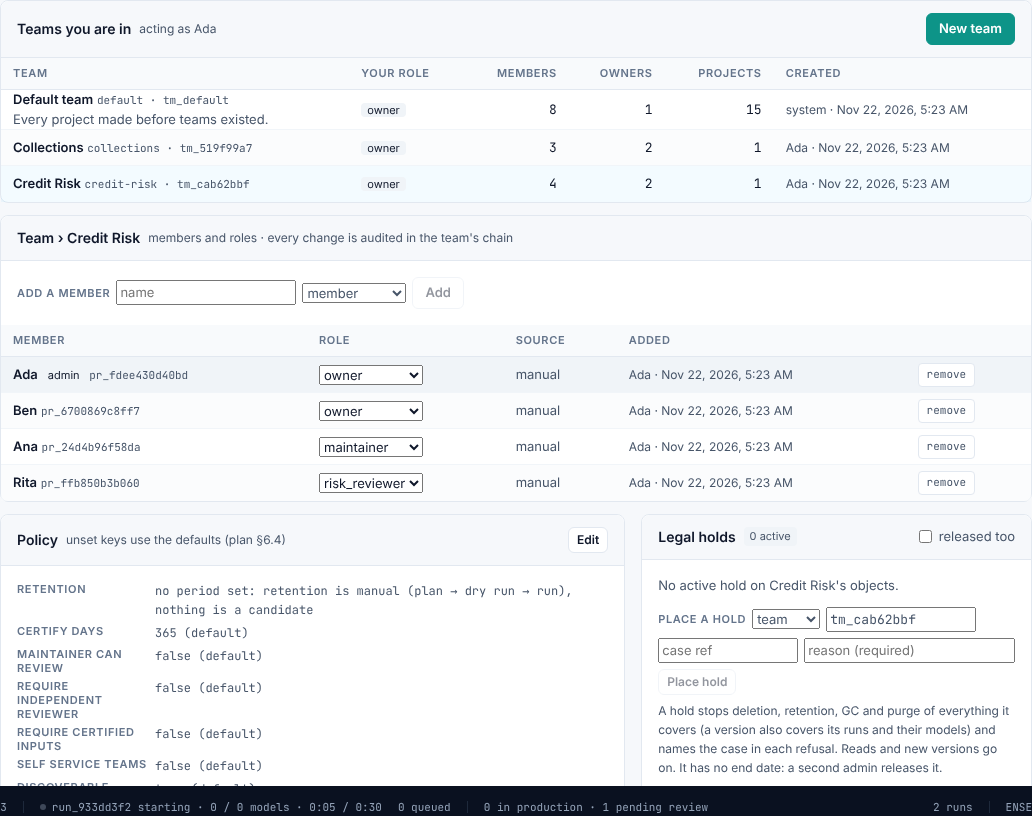 Teams you are in acting as Ada New team
TEAM YOUR ROLE MEMBERS OWNERS PROJECTS CREATED
Default team default · tm_default
Every project made before teams existed.
owner 8 1 15 system · Nov 22, 2026, 5:23 AM
Collections collections · tm_519f99a7 owner 3 2 1 Ada · Nov 22, 2026, 5:23 AM
Credit Risk credit-risk · tm_cab62bbf owner 4 2 1 Ada · Nov 22, 2026, 5:23 AM
Team › Credit Risk members and roles · every change is audited in the team's chain
ADD A MEMBER name member Add
MEMBER ROLE SOURCE ADDED
Ada admin pr_fdee430d40bd owner manual Ada · Nov 22, 2026, 5:23 AM remove
Ben pr_6700869c8ff7 owner manual Ada · Nov 22, 2026, 5:23 AM remove
Ana pr_24d4b96f58da maintainer manual Ada · Nov 22, 2026, 5:23 AM remove
Rita pr_ffb850b3b060 risk_reviewer manual Ada · Nov 22, 2026, 5:23 AM remove
Policy unset keys use the defaults (plan §6.4) Edit
RETENTION no period set: retention is manual (plan → dry run → run),
nothing is a candidate
CERTIFY DAYS 365 (default)
MAINTAINER CAN
REVIEW
false (default)
REQUIRE
INDEPENDENT
REVIEWER
false (default)
REQUIRE CERTIFIED
INPUTS
false (default)
SELF SERVICE TEAMS false (default)
Legal holds 0 active released too
No active hold on Credit Risk's objects.
PLACE A HOLD team tm_cab62bbf
case ref reason (required)
Place hold
A hold stops deletion, retention, GC and purge of everything it
covers (a version also covers its runs and their models) and
names the case in each refusal. Reads and new versions go
on. It has no end date: a second admin releases it.
3 run_933dd3f2 starting · 0 / 0 models · 0:05 / 0:30 0 queued 0 in production · 1 pending review 2 runs ENSE